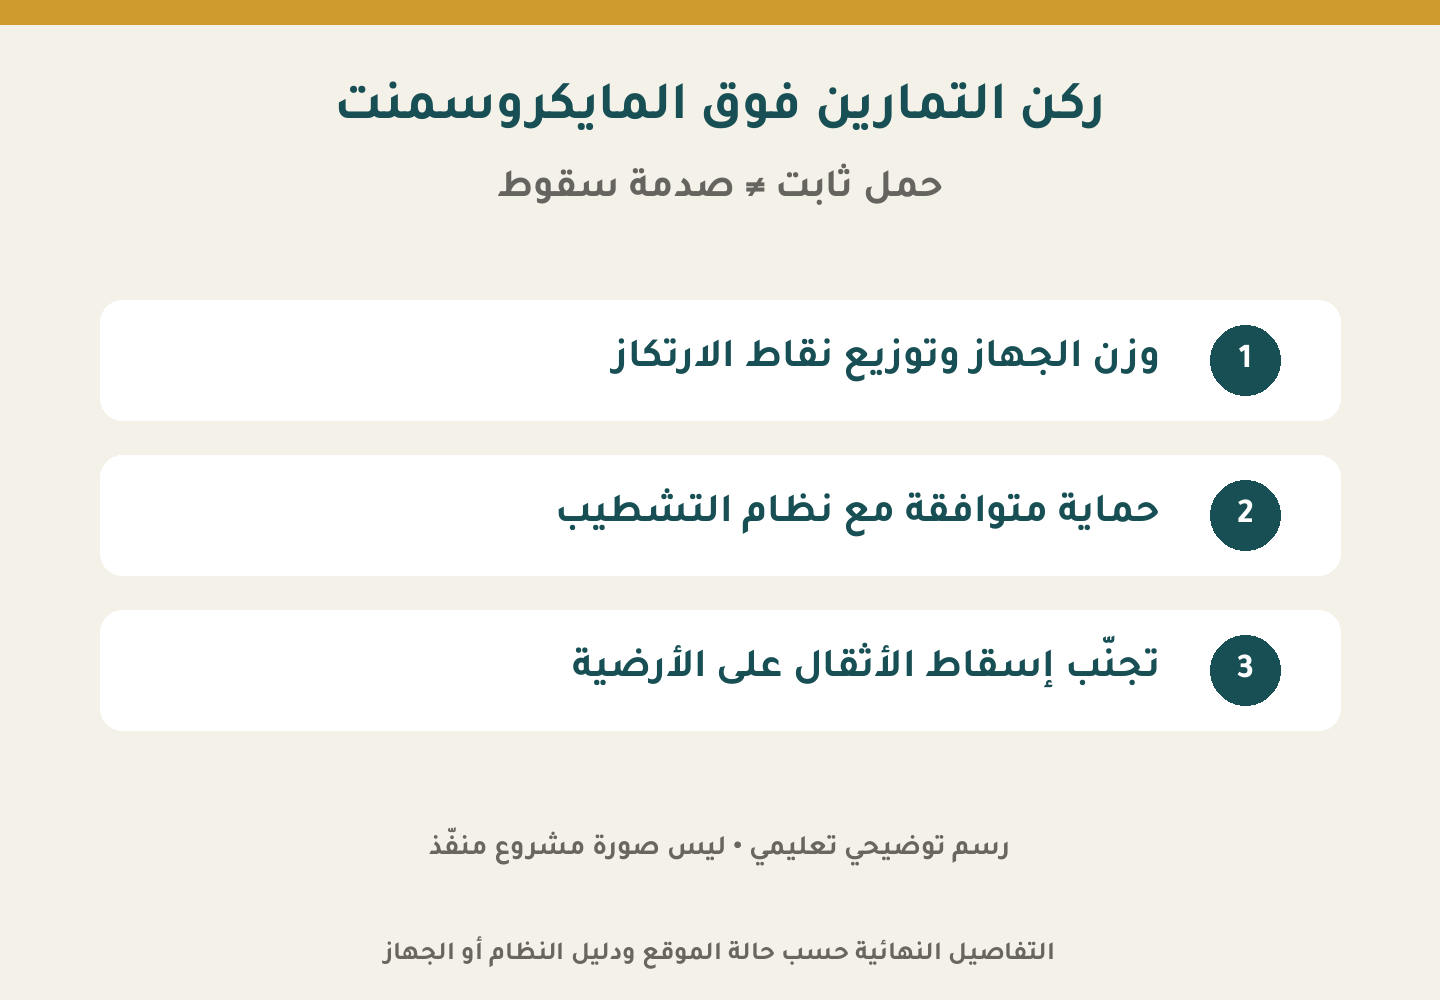 ركن التمارين فوق المايكروسمنت
حمل ثابت ≠ صدمة سقوط
1 وزن الجهاز وتوزيع نقاط الارتكاز
2 حماية متوافقة مع نظام التشطيب
3 تجنّب إسقاط الأثقال على الأرضية
رسم توضيحي تعليمي • ليس صورة مشروع منفّذ
التفاصيل النهائية حسب حالة الموقع ودليل النظام أو الجهاز